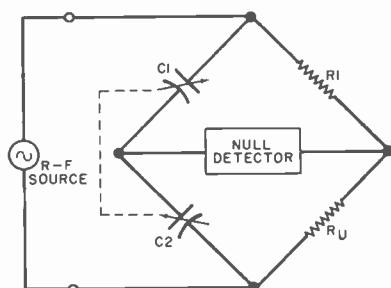 C1
R1
R-F
SOURCE
NULL
DETECTOR
C2
RU